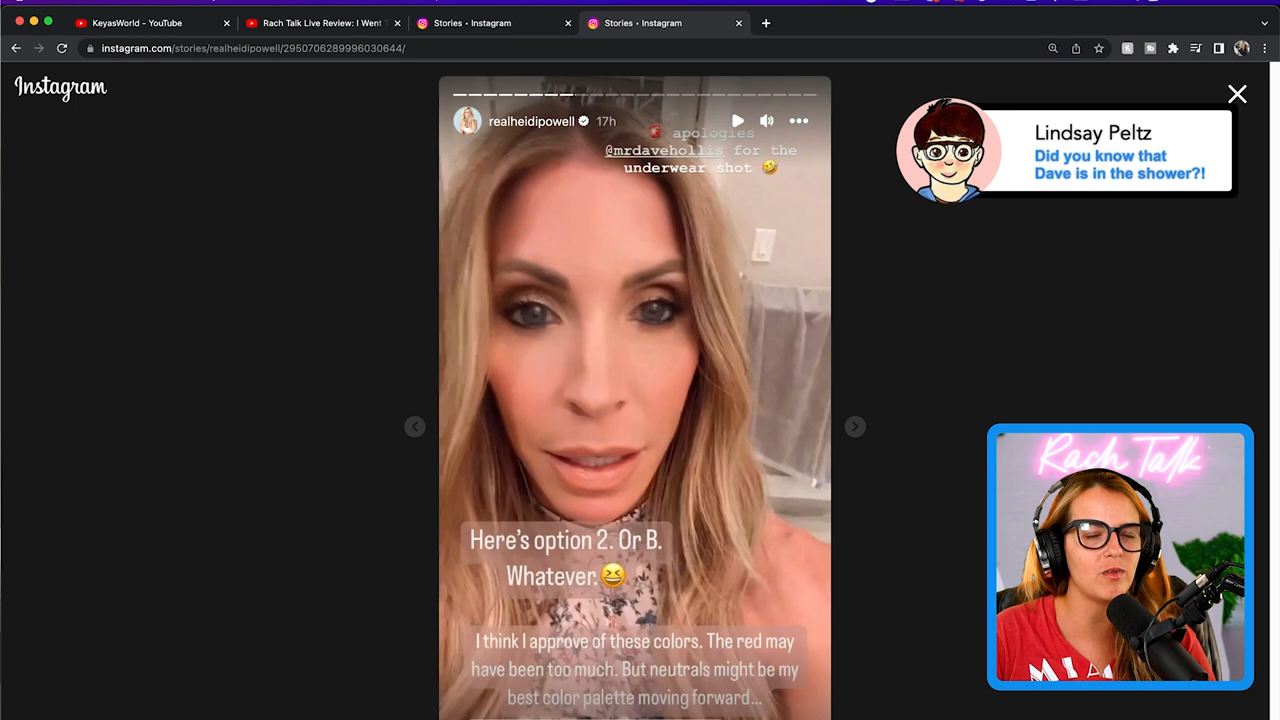 KeyasWorld - YouTube
Rach Talk Live Review: I Went T
Stories • Instagram
Stories • Instagram
instagram.com/stories/realheidipowell/2950706289996030644/
Instagram
realheidipowell 17h
apologies
@mrdavehollis for the
underwear shot 🤣
Lindsay Peltz
Did you know that
Dave is in the shower?!
Here's option 2. Or B.
Whatever.😆
I think I approve of these colors. The red may
have been too much. But neutrals might be my
best color palette moving forward...
Rach Talk